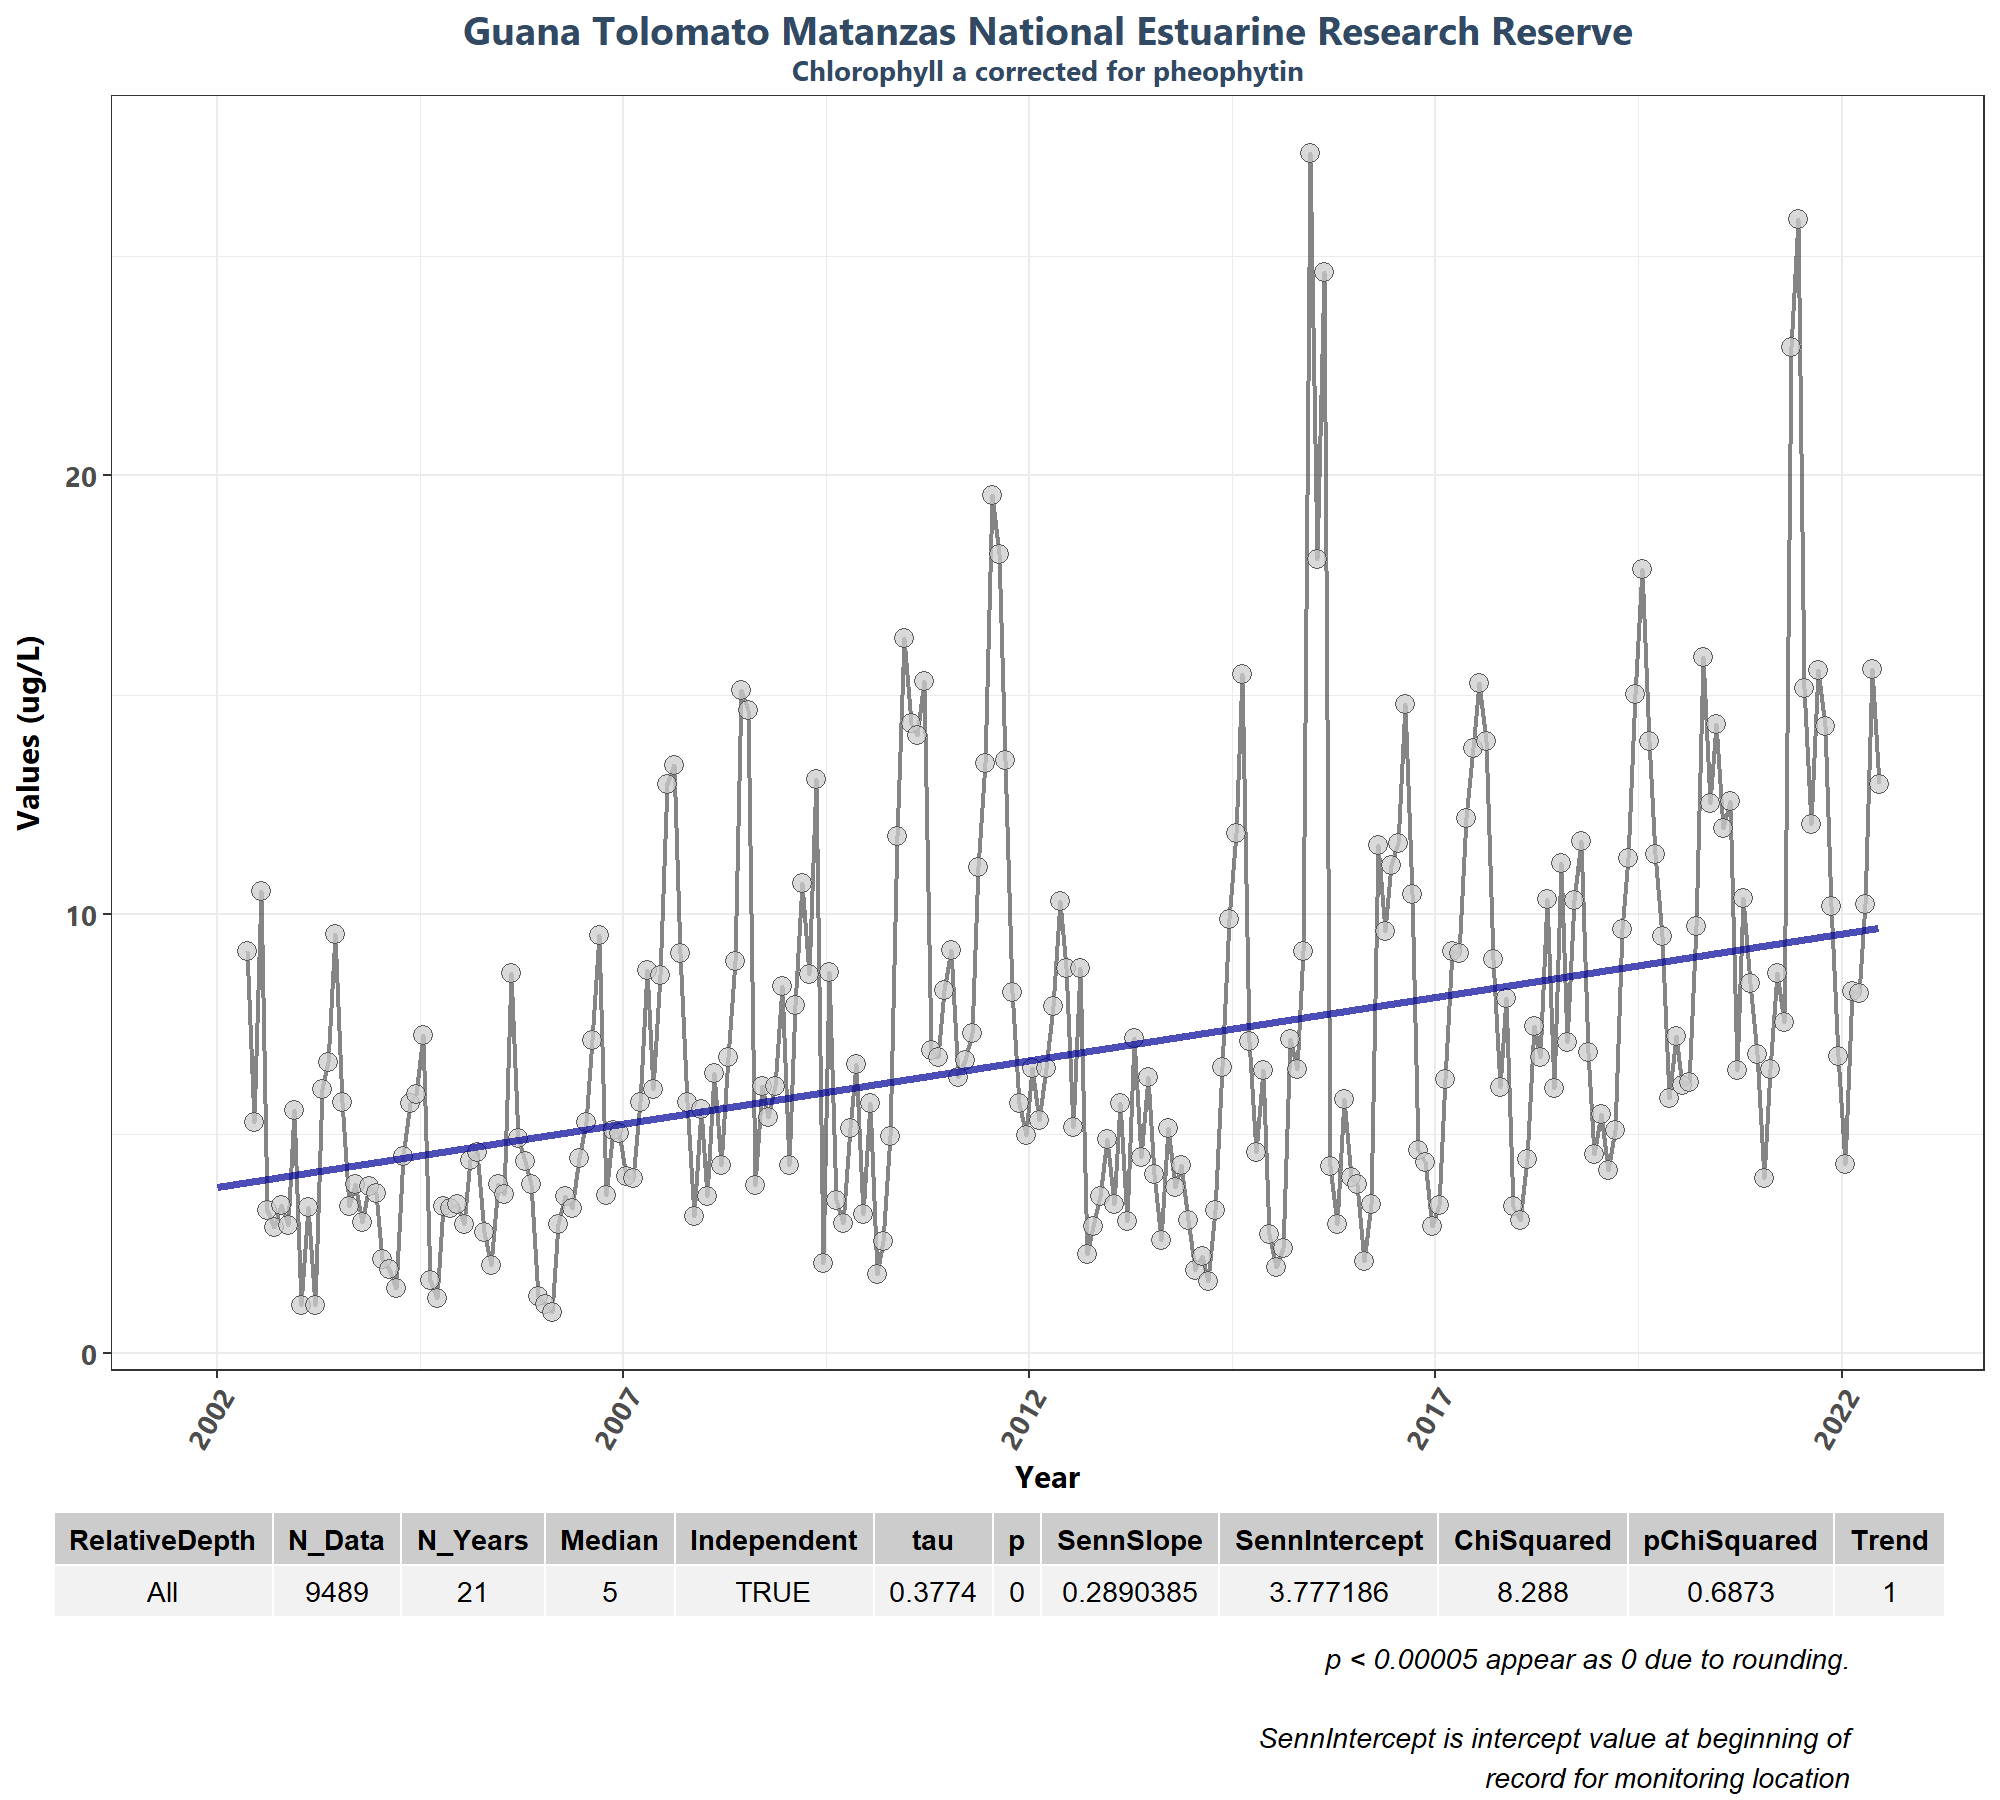 Guana Tolomato Matanzas National Estuarine Research Reserve
Chlorophyll a corrected for pheophytin
Values (ug/L)
20
10
0
2002 2007 2012 2017 2022
Year
RelativeDepth N_Data N_Years Median Independent tau p SennSlope SennIntercept ChiSquared pChiSquared Trend
All 9489 21 5 TRUE 0.3774 0 0.2890385 3.777186 8.288 0.6873 1
p < 0.00005 appear as 0 due to rounding.
SennIntercept is intercept value at beginning of
record for monitoring location